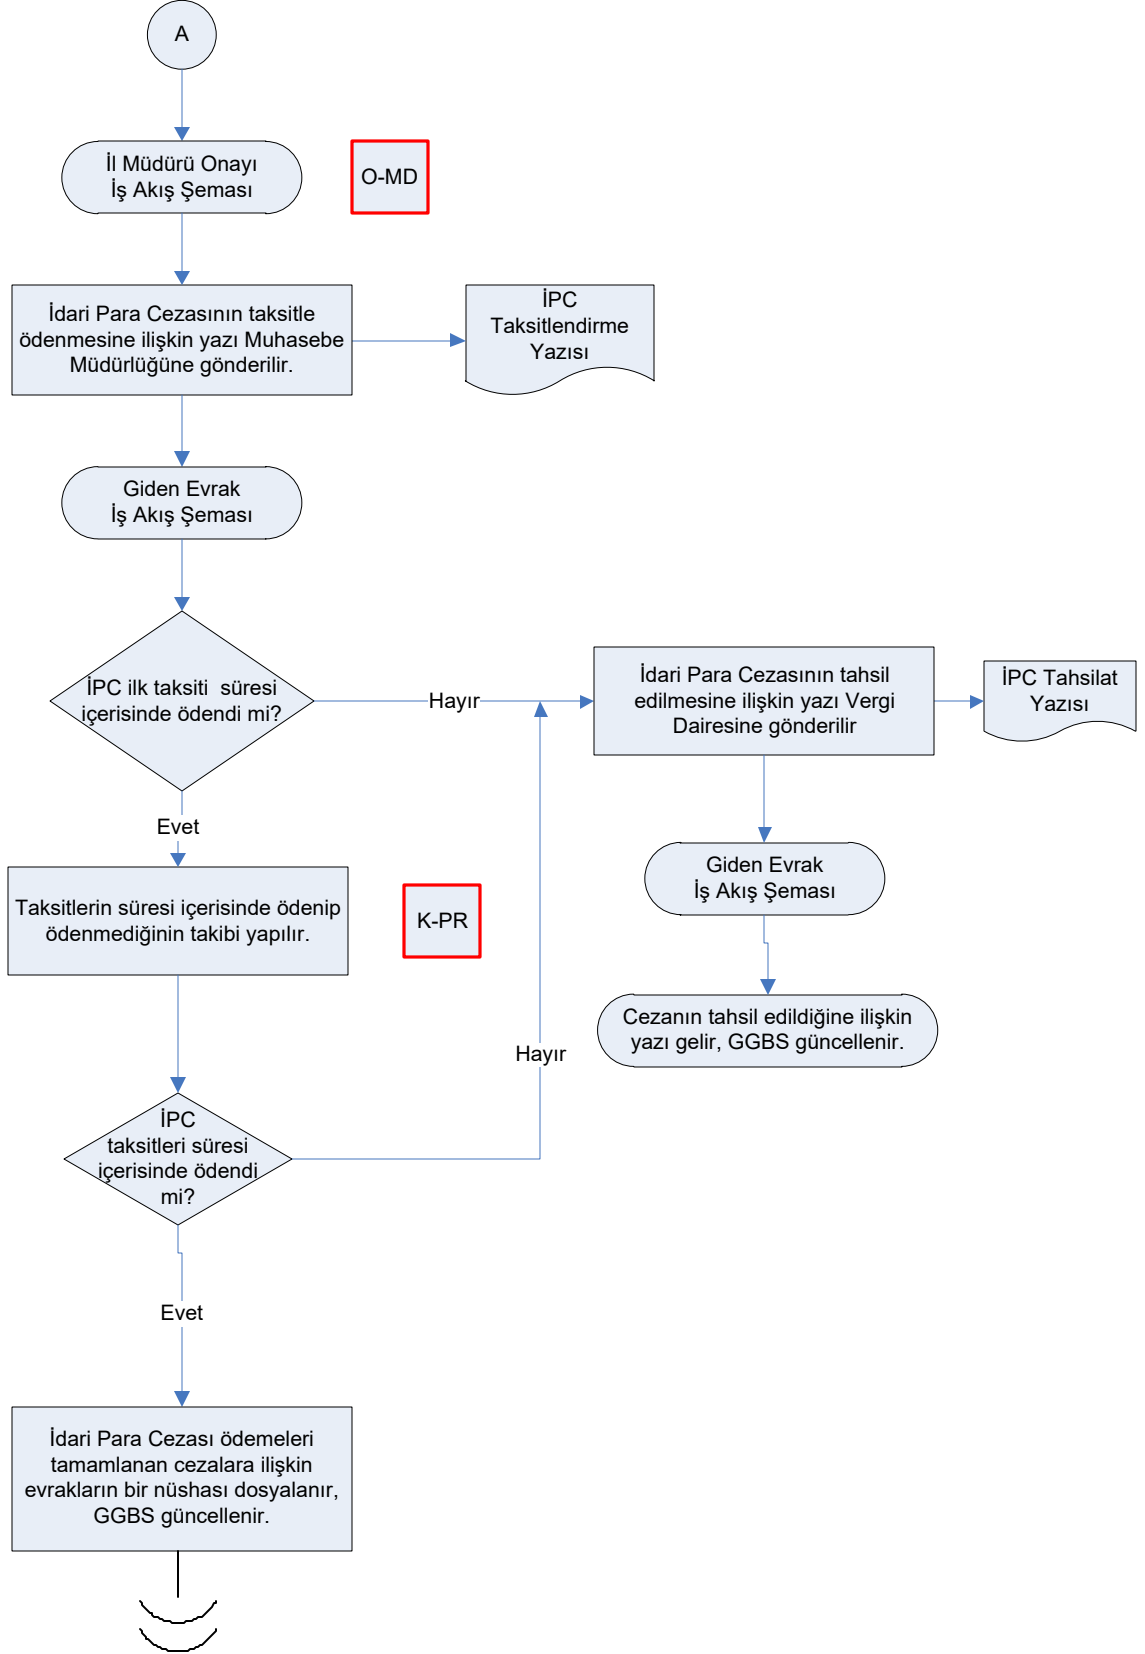 A
İl Müdürü Onayı
İş Akış Şeması
O-MD
İdari Para Cezasının taksitle
ödenmesine ilişkin yazı Muhasebe
Müdürlüğüne gönderilir.
İPC
Taksitlendirme
Yazısı
Giden Evrak
İş Akış Şeması
İPC ilk taksiti süresi
içerisinde ödendi mi?
Hayır
İdari Para Cezasının tahsil
edilmesine ilişkin yazı Vergi
Dairesine gönderilir
İPC Tahsilat
Yazısı
Evet
Giden Evrak
İş Akış Şeması
Taksitlerin süresi içerisinde ödenip
ödenmediğinin takibi yapılır.
K-PR
Cezanın tahsil edildiğine ilişkin
yazı gelir, GGBS güncellenir.
Hayır
İPC
taksitleri süresi
içerisinde ödendi
mi?
Evet
İdari Para Cezası ödemeleri
tamamlanan cezalara ilişkin
evrakların bir nüshası dosyalanır,
GGBS güncellenir.